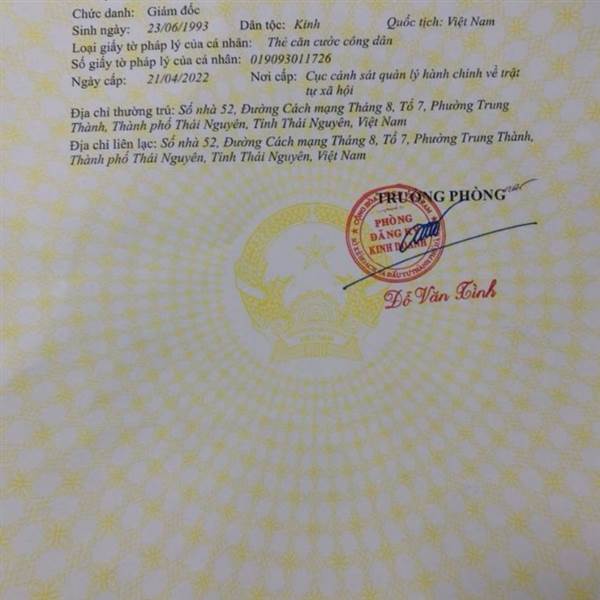 Chức danh: Giám đốc
Sinh ngày: 23/06/1993 Dân tộc: Kinh Quốc tịch: Việt Nam
Loại giấy tờ pháp lý của cá nhân: Thẻ căn cước công dân
Số giấy tờ pháp lý của cá nhân: 019093011726
Ngày cấp: 21/04/2022 Nơi cấp: Cục cảnh sát quản lý hành chính về trật
tự xã hội
Địa chỉ thường trú: Số nhà 52, Đường Cách mạng Tháng 8, Tổ 7, Phường Trung
Thành, Thành phố Thái Nguyên, Tỉnh Thái Nguyên, Việt Nam
Địa chỉ liên lạc: Số nhà 52, Đường Cách mạng Tháng 8, Tổ 7, Phường Trung Thành,
Thành phố Thái Nguyên, Tỉnh Thái Nguyên, Việt Nam
TRƯỞNG PHÒNG
PHÒNG
ĐĂNG KÝ
KINH DOANH
Đỗ Văn Tình